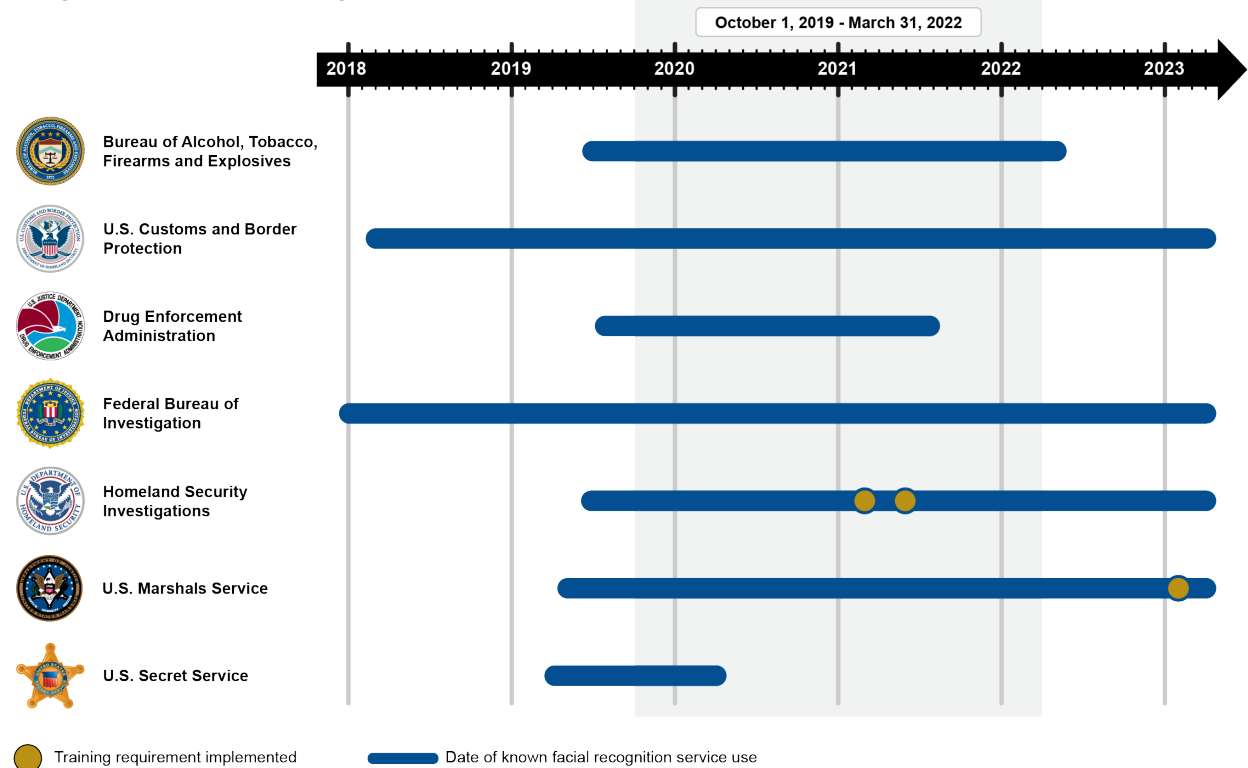 October 1, 2019 - March 31, 2022
2018 2019 2020 2021 2022 2023
Bureau of Alcohol, Tobacco,
Firearms and Explosives
U.S. Customs and Border
Protection
Drug Enforcement
Administration
Federal Bureau of
Investigation
Homeland Security
Investigations
U.S. Marshals Service
U.S. Secret Service
Training requirement implemented
Date of known facial recognition service use